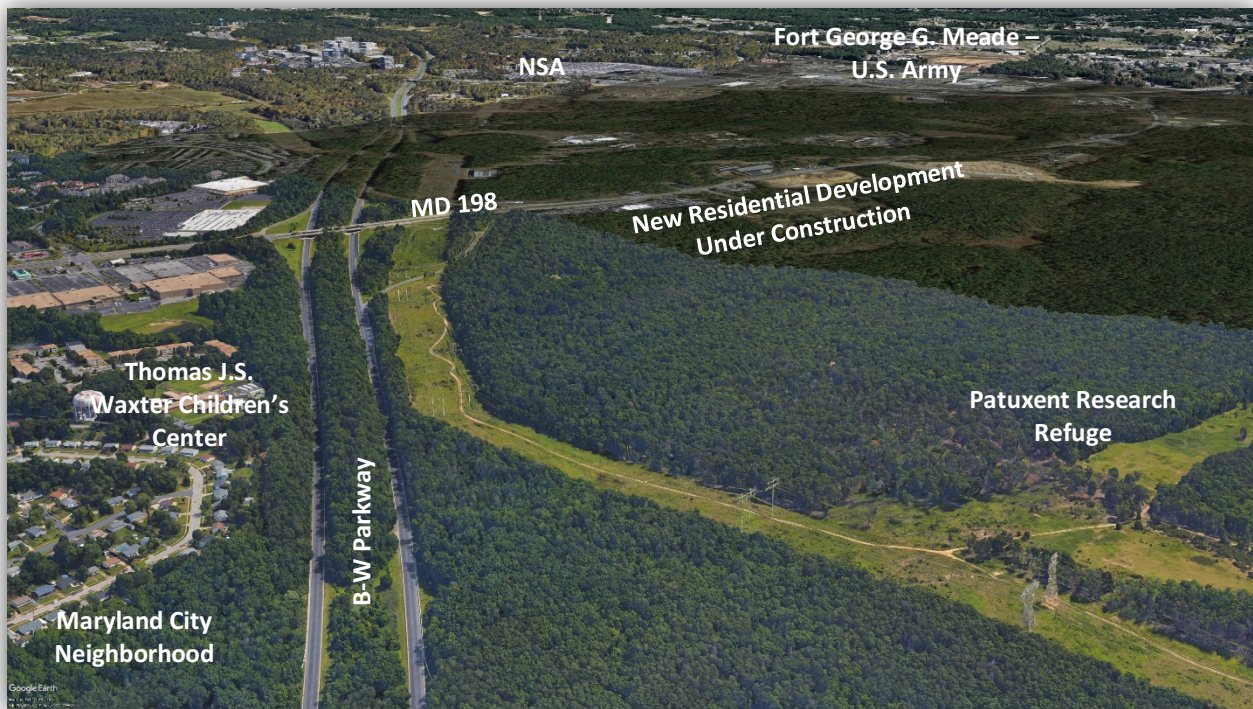 Fort George G. Meade –
U.S. Army
NSA
MD 198
New Residential Development
Under Construction
Thomas J.S.
Waxter Children's
Center
Patuxent Research
Refuge
B-W Parkway
Maryland City
Neighborhood
Google Earth